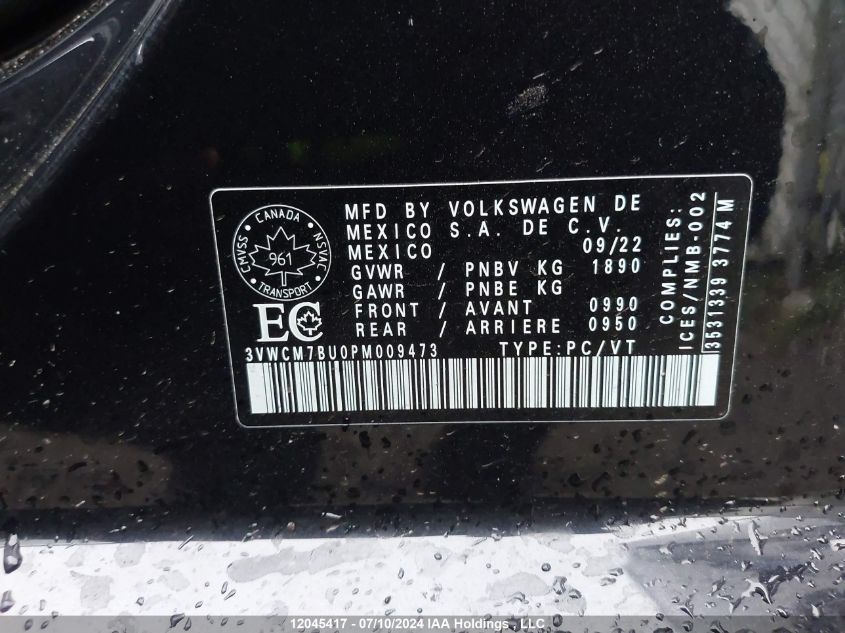 CANADA
CMVSS
NSVAC
961
TRANSPORT
EC
MFD BY VOLKSWAGEN DE
MEXICO S.A. DE C.V.
MEXICO 09/22
GVWR / PNBV KG 1890
GAWR / PNBE KG
FRONT / AVANT 0990
REAR / ARRIERE 0950
3VWCM7BU0PM009473 TYPE:PC/VT
COMPLIES:
ICES/NMB-002
3531399 3774 M
12045417 - 07/10/2024 IAA Holdings , LLC